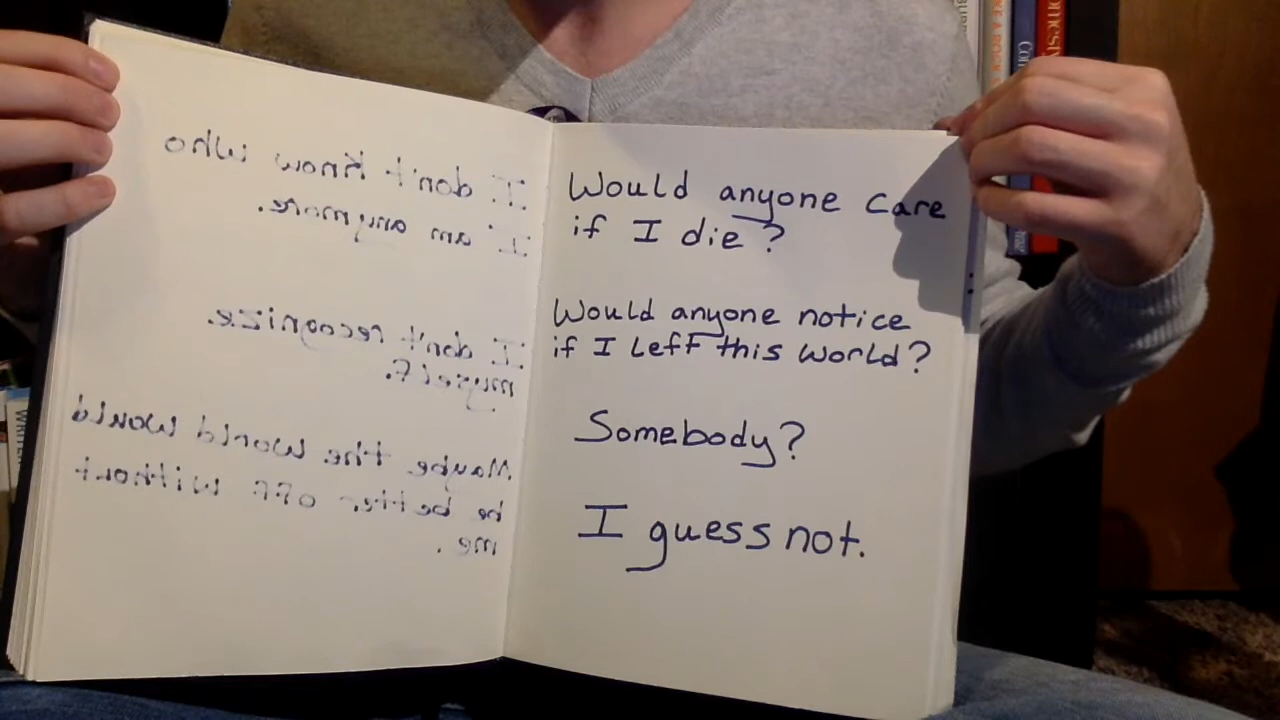 I don't know who
I am anymore.
I don't recognize
myself.
Maybe the world would
be better off without
me.
Would anyone care
if I die?
Would anyone notice
if I left this world?
Somebody?
I guess not.